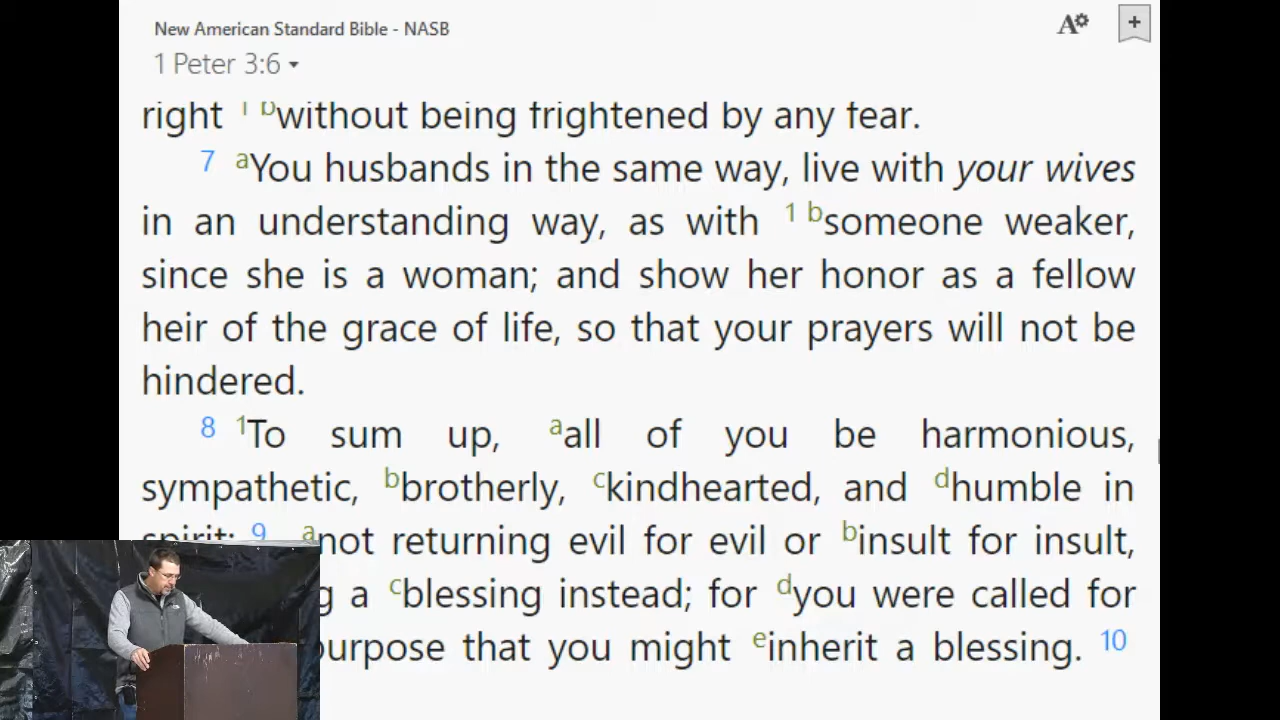 New American Standard Bible - NASB
1 Peter 3:6
right 1 b without being frightened by any fear.
7 aYou husbands in the same way, live with your wives
in an understanding way, as with 1 b someone weaker,
since she is a woman; and show her honor as a fellow
heir of the grace of life, so that your prayers will not be
hindered.
8 1To sum up, aall of you be harmonious,
sympathetic, bbrotherly, ckindhearted, and dhumble in
spirit; 9 anot returning evil for evil or binsult for insult,
g a cblessing instead; for dyou were called for
purpose that you might einherit a blessing. 10